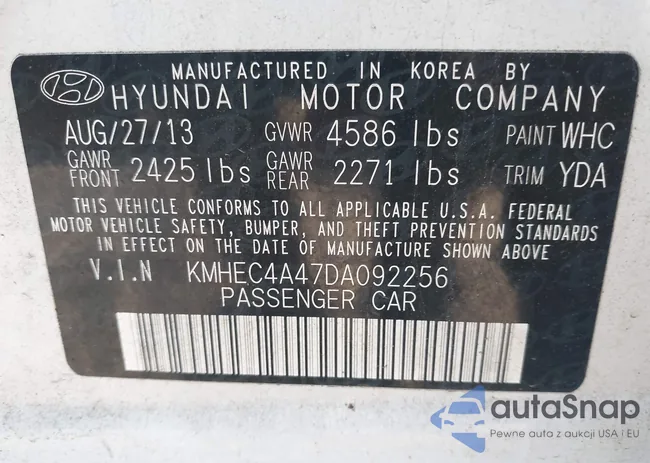 MANUFACTURED IN KOREA BY
HYUNDAI MOTOR COMPANY
AUG/27/13 GVWR 4586 lbs PAINT WHC
GAWR FRONT 2425 lbs GAWR REAR 2271 lbs TRIM YDA
THIS VEHICLE CONFORMS TO ALL APPLICABLE U.S.A. FEDERAL
MOTOR VEHICLE SAFETY, BUMPER, AND THEFT PREVENTION STANDARDS
IN EFFECT ON THE DATE OF MANUFACTURE SHOWN ABOVE
V.I.N KMHEC4A47DA092256
PASSENGER CAR
autaSnap
Pewne auta z aukcji USA i EU